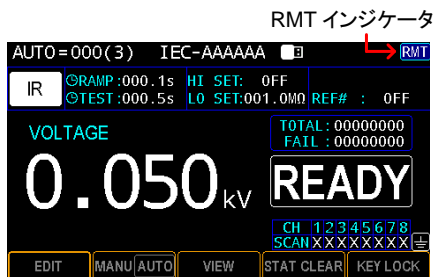 RMT インジケータ
AUTO=000(3) IEC-AAAAAA RMT
IR RAMP:000.1s HI SET: OFF
TEST:000.5s LO SET:001.0MΩ REF# : OFF
VOLTAGE TOTAL:00000000
FAIL :00000000
0.050kV READY
CH 12345678
SCAN XXXXXXXX
EDIT MANU AUTO VIEW STAT CLEAR KEY LOCK